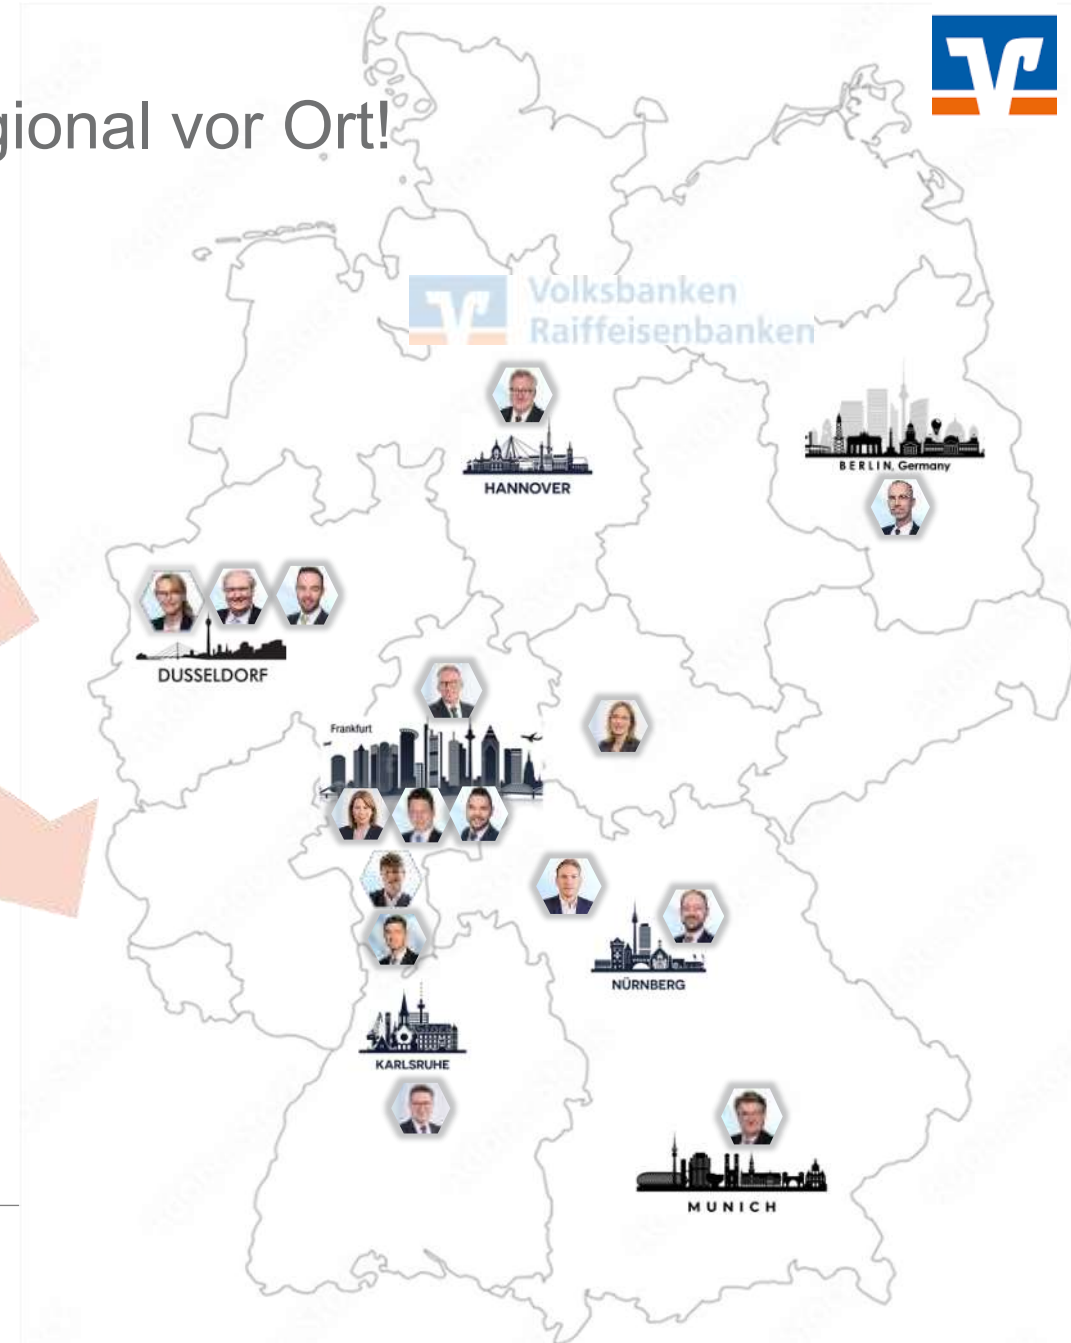 gional vor Ort!
Volksbanken
Raiffeisenbanken
HANNOVER
BERLIN, Germany
DUSSELDORF
Frankfurt
NÜRNBERG
KARLSRUHE
MUNICH